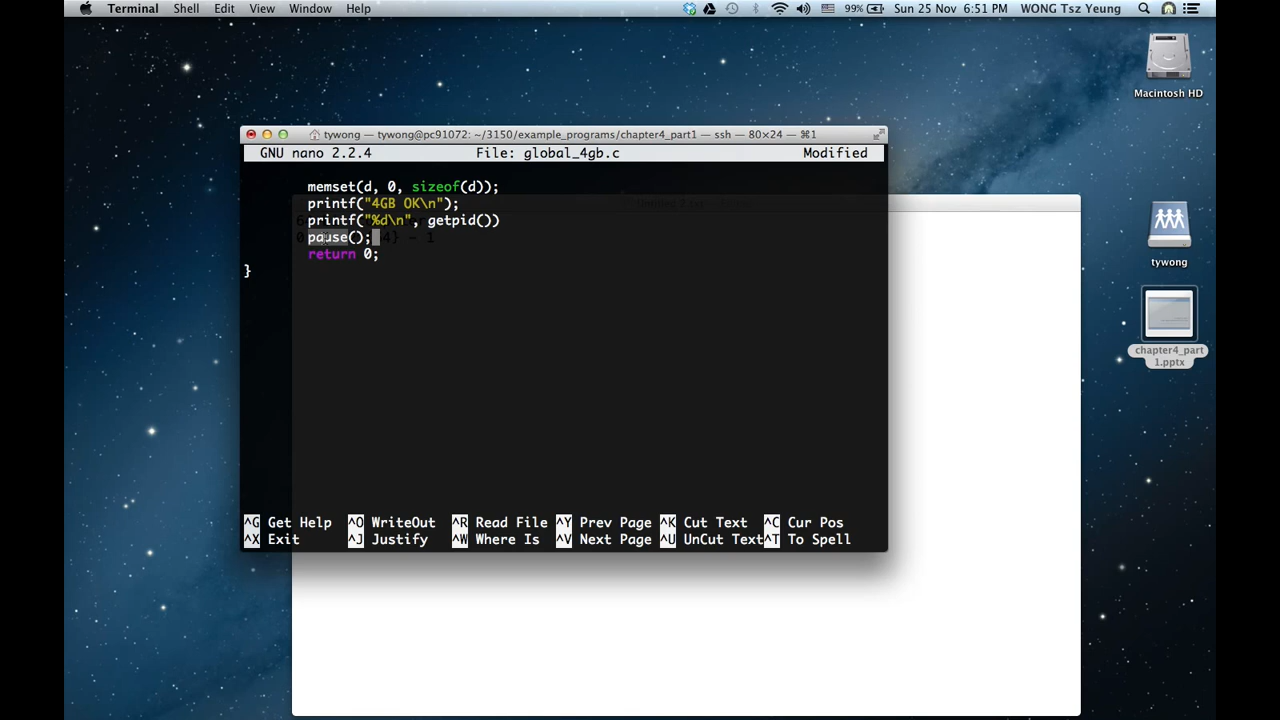 Terminal Shell Edit View Window Help 99% Sun 25 Nov 6:51 PM WONG Tsz Yeung
Macintosh HD
tywong — tywong@pc91072: ~/3150/example_programs/chapter4_part1 — ssh — 80×24 — ⌘1
GNU nano 2.2.4 File: global_4gb.c Modified
memset(d, 0, sizeof(d));
printf("4GB OK\n");
printf("%d\n", getpid())
pause();
return 0;
}
tywong
chapter4_part
1.pptx
^G Get Help ^O WriteOut ^R Read File ^Y Prev Page ^K Cut Text ^C Cur Pos
^X Exit ^J Justify ^W Where Is ^V Next Page ^U UnCut Text ^T To Spell